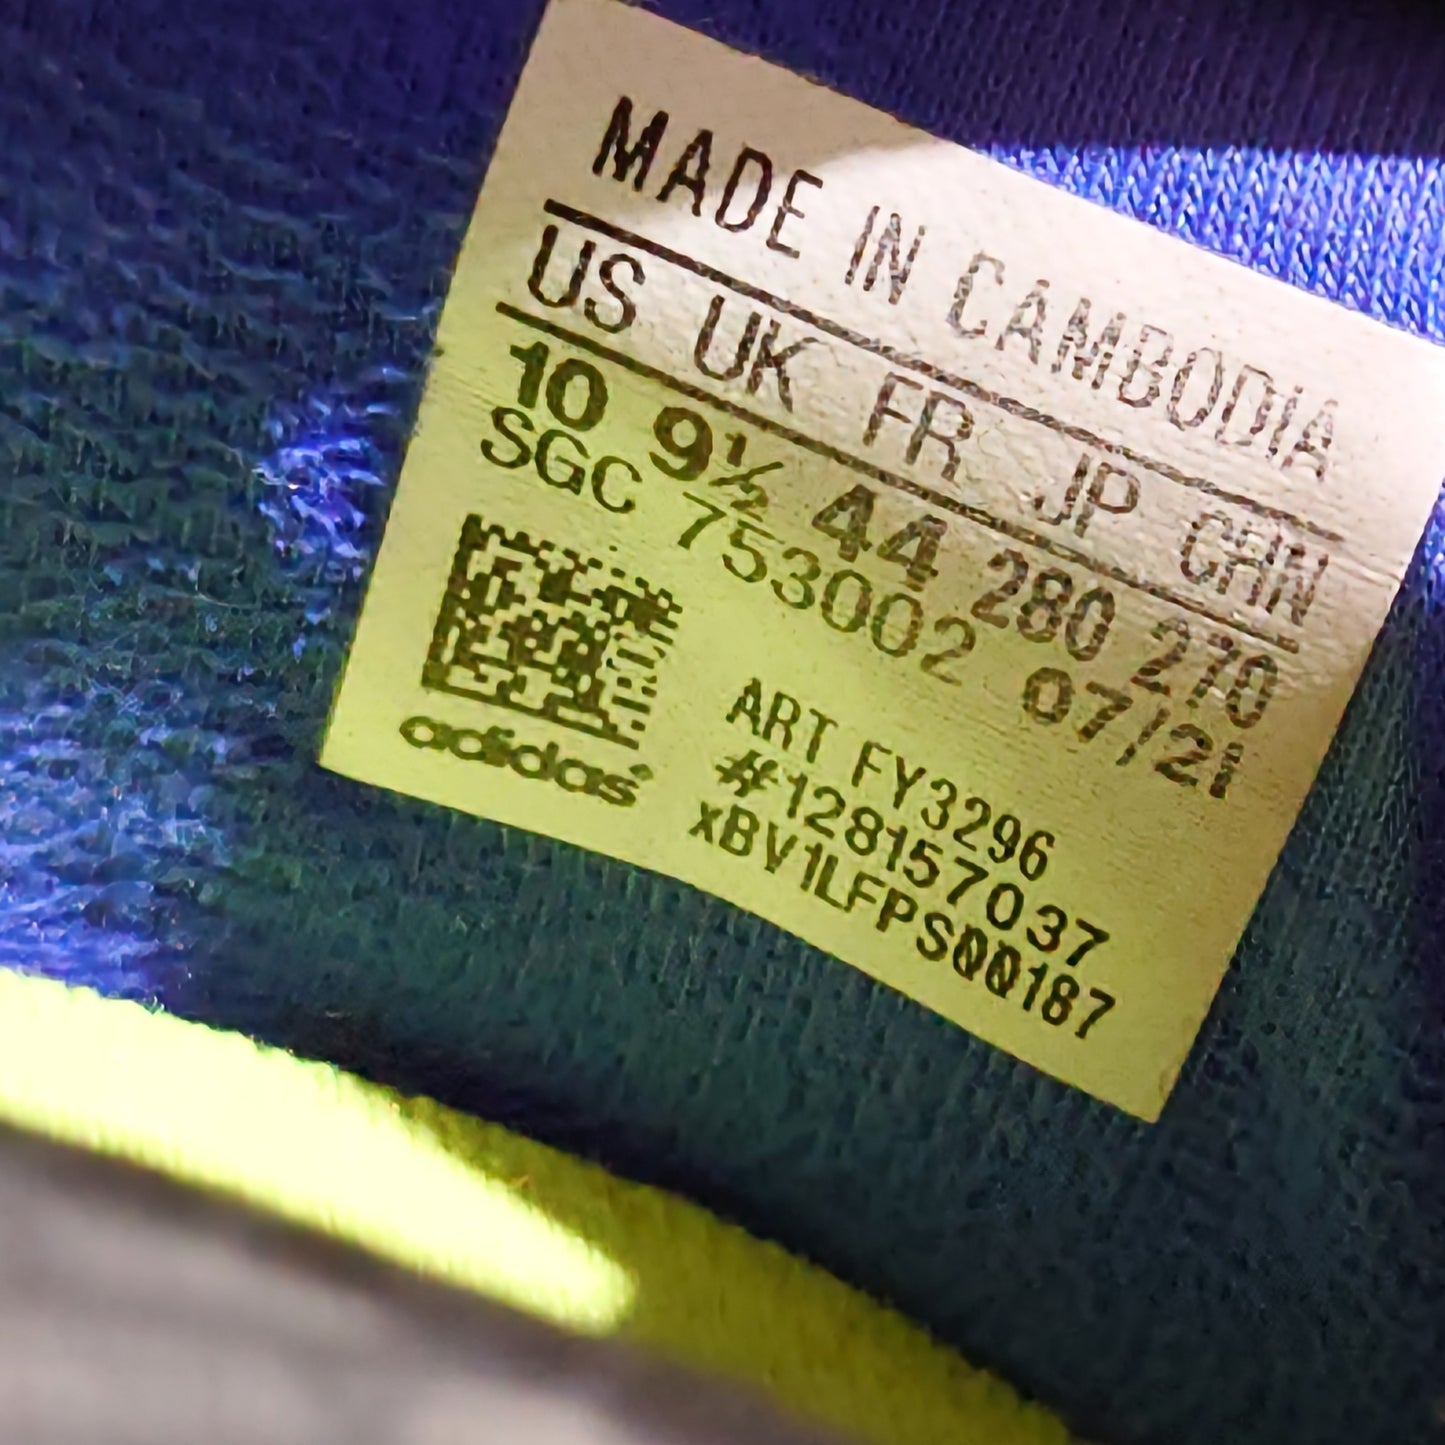 MADE IN CAMBODIA
US UK FR JP CHN
10 9½ 44 280 270
SGC 753002 07/21
ART FY3296
#128157037
xBV1LFPS00187
adidas